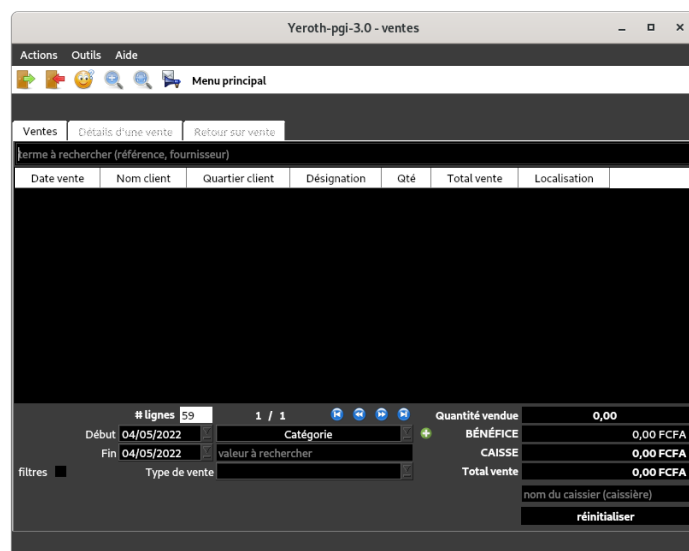 Yeroth-pgi-3.0 - ventes
Actions Outils Aide
Menu principal
Ventes Détails d'une vente Retour sur vente
terme à rechercher (référence, fournisseur)
Date vente Nom client Quartier client Désignation Qté Total vente Localisation
# lignes 59 1 / 1 Quantité vendue 0,00
Début 04/05/2022 Catégorie BÉNÉFICE 0,00 FCFA
Fin 04/05/2022 valeur à rechercher CAISSE 0,00 FCFA
filtres Type de vente Total vente 0,00 FCFA
nom du caissier (caissière)
réinitialiser